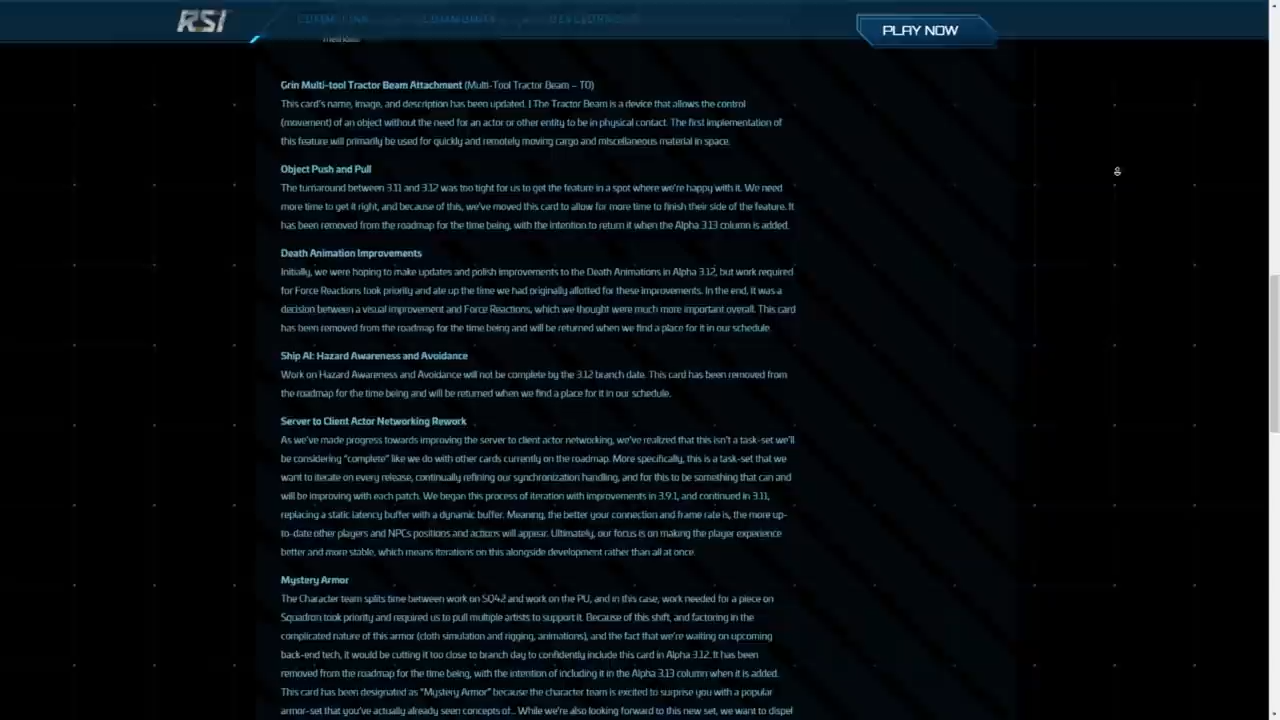 RSI
COMM-LINK COMMUNITY DEVELOPMENT
PLAY NOW
methods.
Grin Multi-tool Tractor Beam Attachment (Multi-Tool Tractor Beam – TO)
This card's name, image, and description has been updated. | The Tractor Beam is a device that allows the control
(movement) of an object without the need for an actor or other entity to be in physical contact. The first implementation of
this feature will primarily be used for quickly and remotely moving cargo and miscellaneous material in space.
Object Push and Pull
The turnaround between 3.11 and 3.12 was too tight for us to get the feature in a spot where we're happy with it. We need
more time to get it right, and because of this, we've moved this card to allow for more time to finish their side of the feature. It
has been removed from the roadmap for the time being, with the intention to return it when the Alpha 3.13 column is added.
Death Animation Improvements
Initially, we were hoping to make updates and polish improvements to the Death Animations in Alpha 3.12, but work required
for Force Reactions took priority and ate up the time we had originally allotted for these improvements. In the end, it was a
decision between a visual improvement and Force Reactions, which we thought were much more important overall. This card
has been removed from the roadmap for the time being and will be returned when we find a place for it in our schedule.
Ship AI: Hazard Awareness and Avoidance
Work on Hazard Awareness and Avoidance will not be complete by the 3.12 branch date. This card has been removed from
the roadmap for the time being and will be returned when we find a place for it in our schedule.
Server to Client Actor Networking Rework
As we've made progress towards improving the server to client actor networking, we've realized that this isn't a task-set we'll
be considering "complete" like we do with other cards currently on the roadmap. More specifically, this is a task-set that we
want to iterate on every release, continually refining our synchronization handling, and for this to be something that can and
will be improving with each patch. We began this process of iteration with improvements in 3.9.1, and continued in 3.11,
replacing a static latency buffer with a dynamic buffer. Meaning, the better your connection and frame rate is, the more up-
to-date other players and NPCs positions and actions will appear. Ultimately, our focus is on making the player experience
better and more stable, which means iterations on this alongside development rather than all at once.
Mystery Armor
The Character team splits time between work on SQ42 and work on the PU, and in this case, work needed for a piece on
Squadron took priority and required us to pull multiple artists to support it. Because of this shift, and factoring in the
complicated nature of this armor (cloth simulation and rigging, animations), and the fact that we're waiting on upcoming
back-end tech, it would be cutting it too close to branch day to confidently include this card in Alpha 3.12. It has been
removed from the roadmap for the time being, with the intention of including it in the Alpha 3.13 column when it is added.
This card has been designated as "Mystery Armor" because the character team is excited to surprise you with a popular
armor-set that you've actually already seen concepts of... While we're also looking forward to this new set, we want to dispel